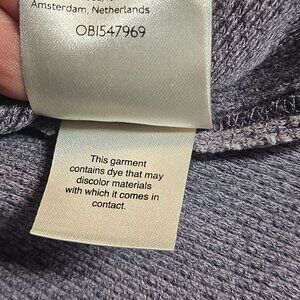 Amsterdam, Netherlands
OBI547969
This garment
contains dye that may
discolor materials
with which it comes in
contact.